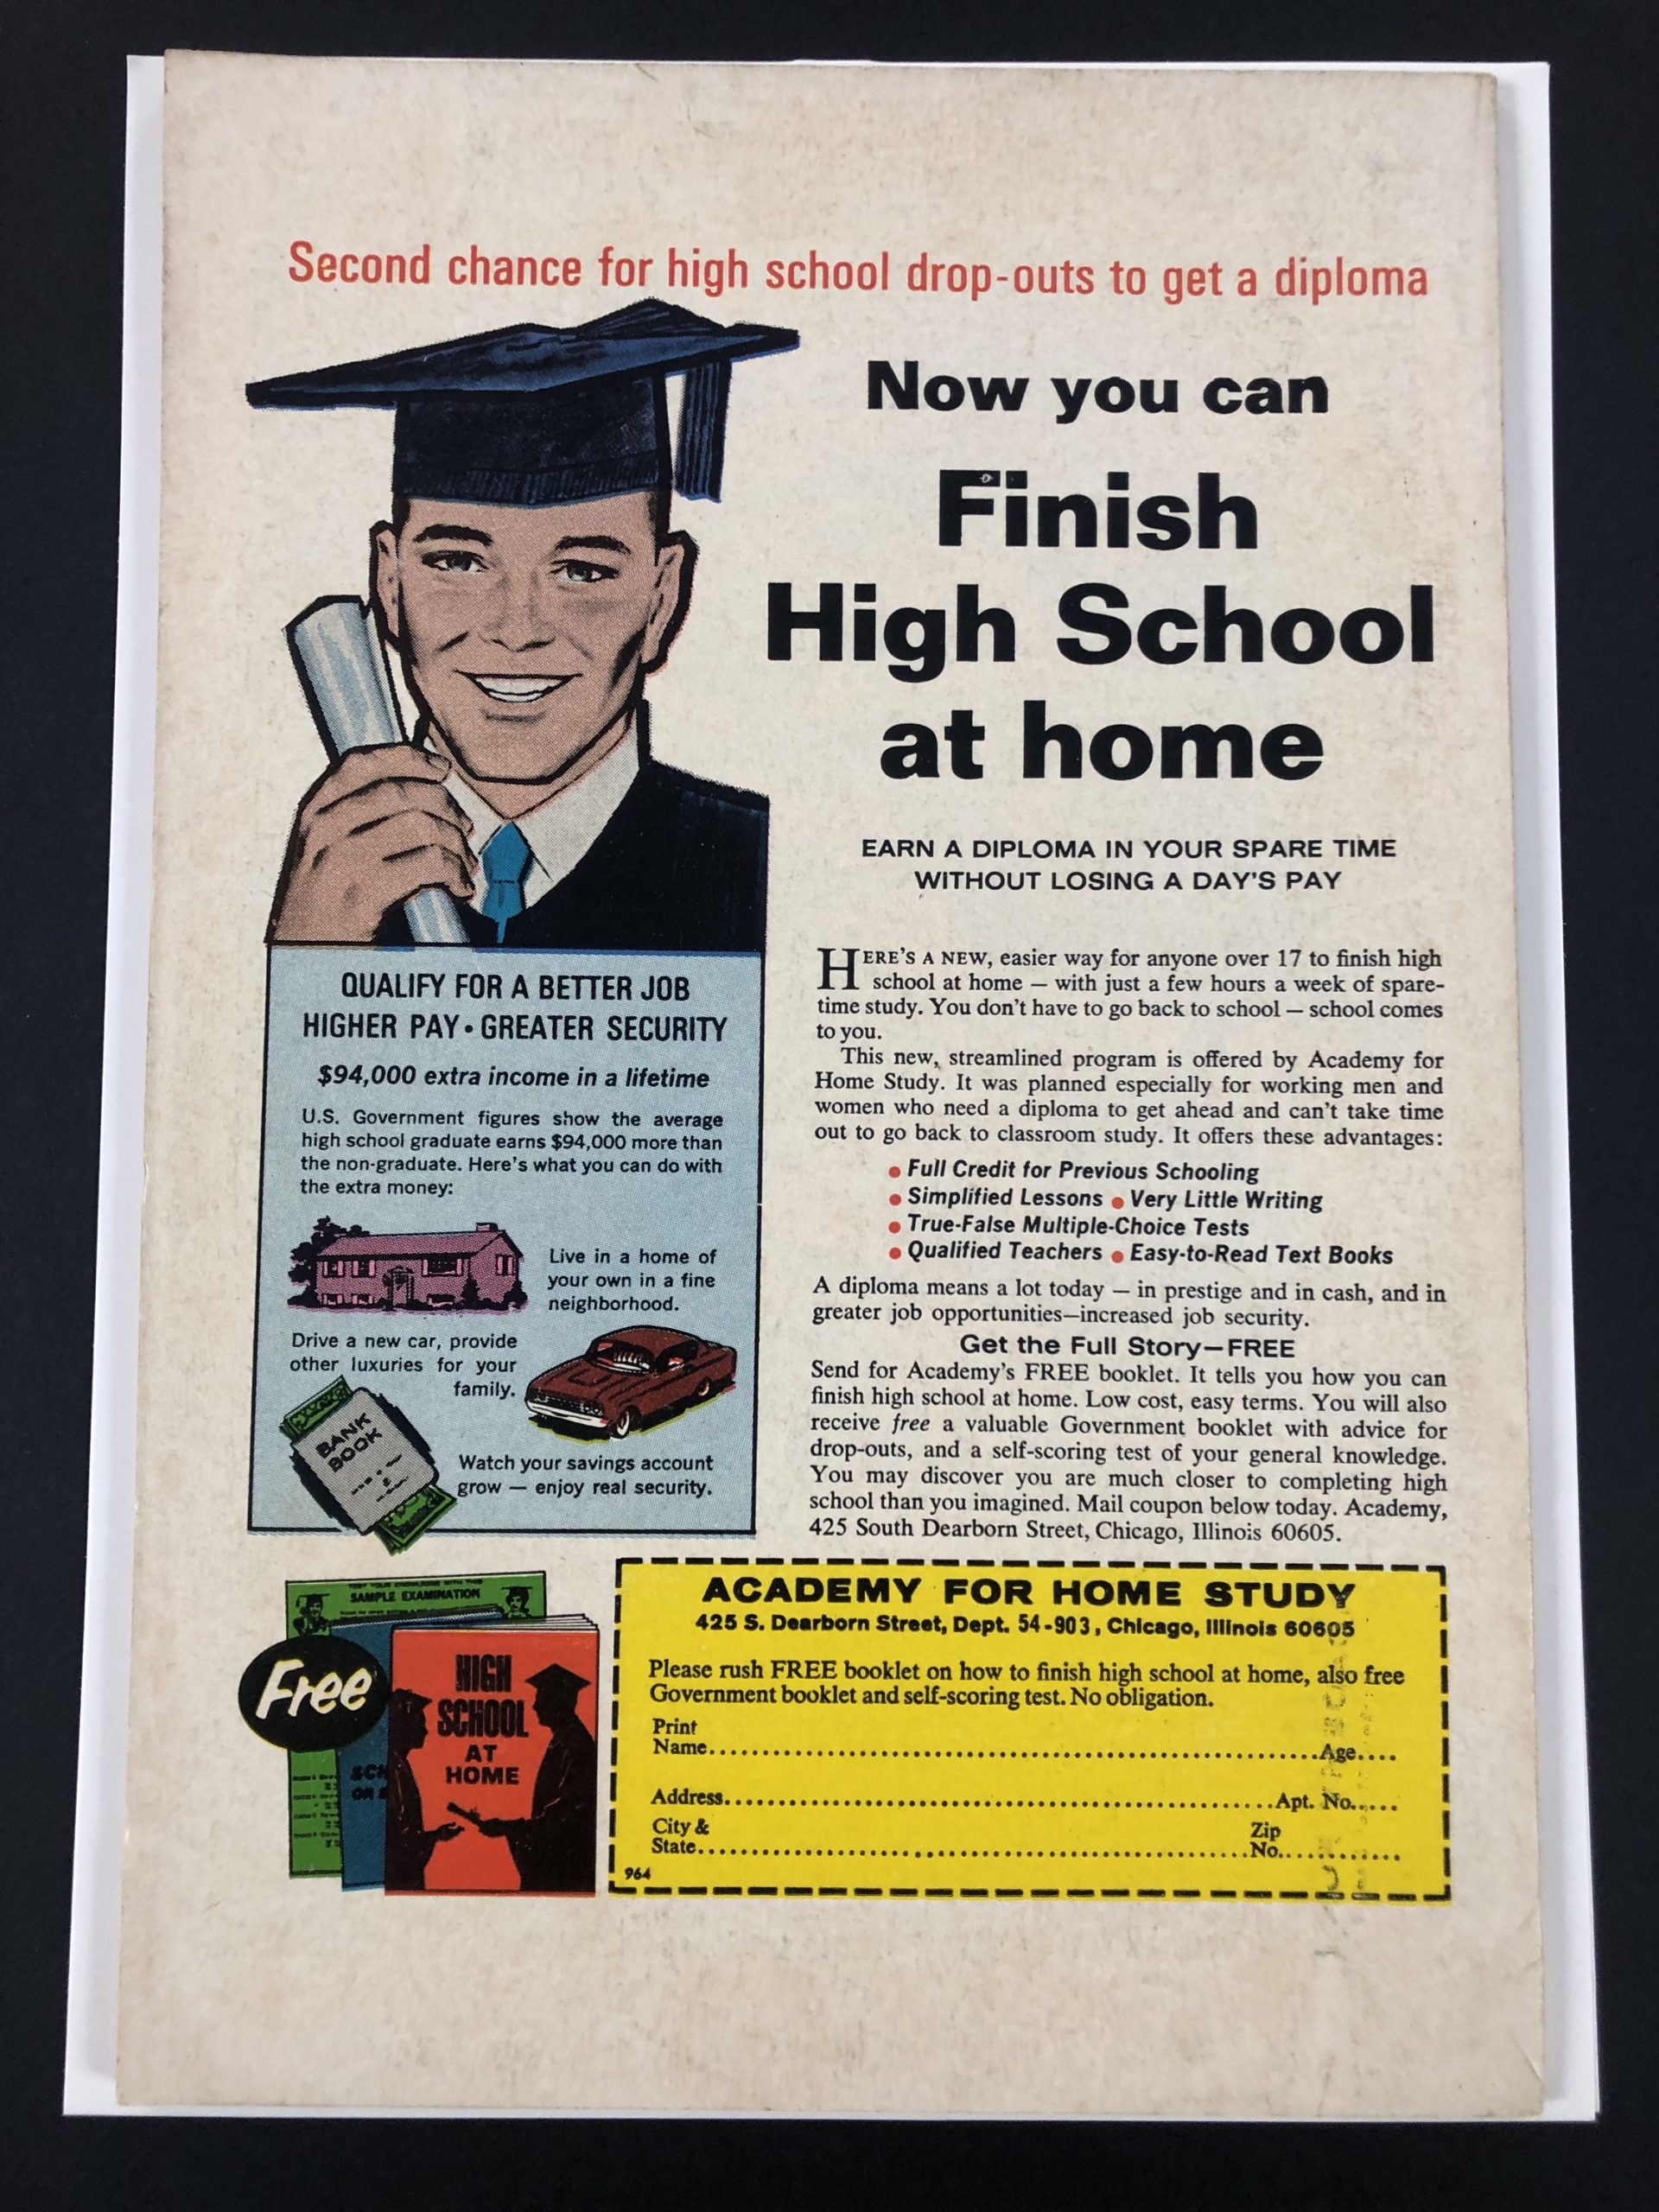 Second chance for high school drop-outs to get a diploma
Now you can
Finish
High School
at home
EARN A DIPLOMA IN YOUR SPARE TIME
WITHOUT LOSING A DAY'S PAY
QUALIFY FOR A BETTER JOB
HIGHER PAY • GREATER SECURITY
$94,000 extra income in a lifetime
U.S. Government figures show the average
high school graduate earns $94,000 more than
the non-graduate. Here's what you can do with
the extra money:
Live in a home of
your own in a fine
neighborhood.
Drive a new car, provide
other luxuries for your
family.
BANK
BOOK
Watch your savings account
grow — enjoy real security.
HERE'S A NEW, easier way for anyone over 17 to finish high
school at home — with just a few hours a week of spare-
time study. You don't have to go back to school — school comes
to you.
This new, streamlined program is offered by Academy for
Home Study. It was planned especially for working men and
women who need a diploma to get ahead and can't take time
out to go back to classroom study. It offers these advantages:
• Full Credit for Previous Schooling
• Simplified Lessons • Very Little Writing
• True-False Multiple-Choice Tests
• Qualified Teachers • Easy-to-Read Text Books
A diploma means a lot today — in prestige and in cash, and in
greater job opportunities—increased job security.
Get the Full Story—FREE
Send for Academy's FREE booklet. It tells you how you can
finish high school at home. Low cost, easy terms. You will also
receive free a valuable Government booklet with advice for
drop-outs, and a self-scoring test of your general knowledge.
You may discover you are much closer to completing high
school than you imagined. Mail coupon below today. Academy,
425 South Dearborn Street, Chicago, Illinois 60605.
TEST YOUR KNOWLEDGE WITH THIS
SAMPLE EXAMINATION
Free
SCH
OR
HIGH
SCHOOL
AT
HOME
ACADEMY FOR HOME STUDY
425 S. Dearborn Street, Dept. 54-903, Chicago, Illinois 60605
Please rush FREE booklet on how to finish high school at home, also free
Government booklet and self-scoring test. No obligation.
Print
Name Age
Address Apt. No.
City &
State Zip
No.
964